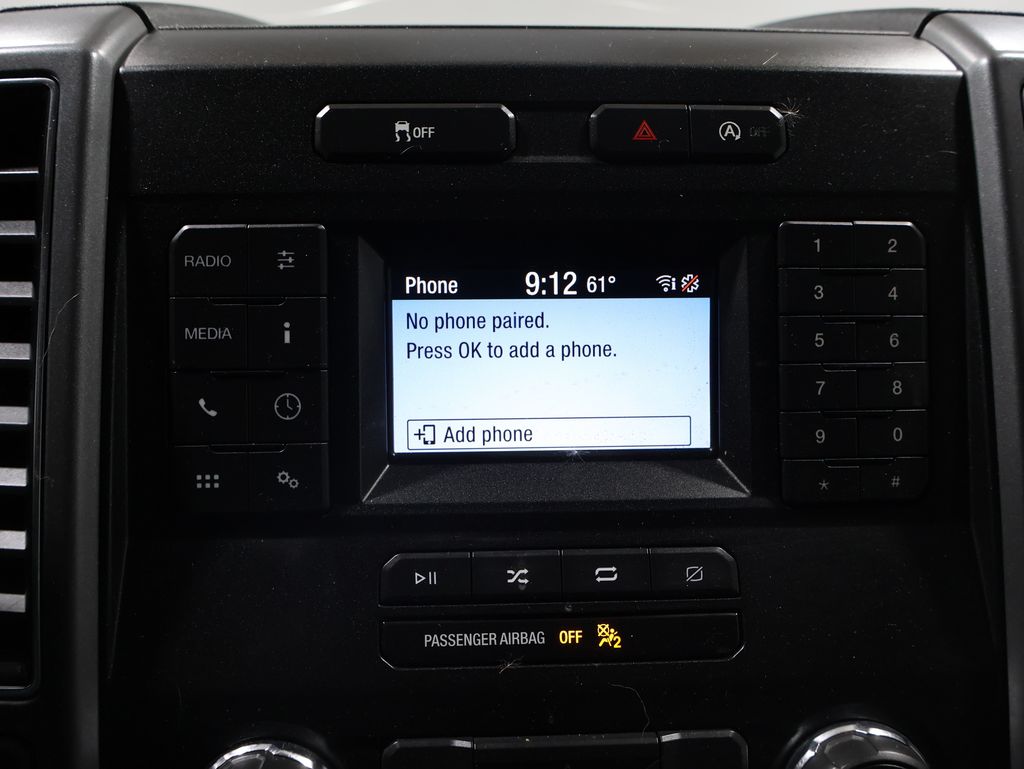 OFF
A OFF
RADIO
MEDIA
Phone 9:12 61° i
No phone paired.
Press OK to add a phone.
Add phone
i
1 2
3 4
5 6
7 8
9 0
* #
PASSENGER AIRBAG OFF 2